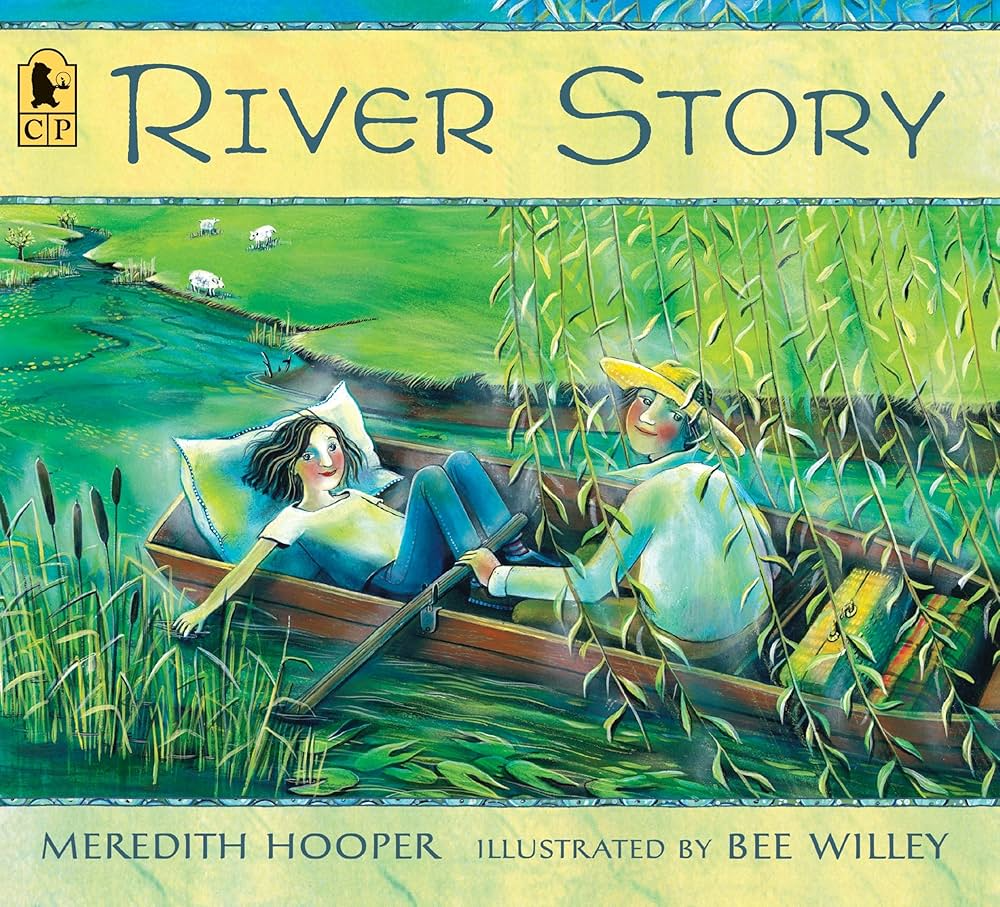 CP
RIVER STORY
MEREDITH HOOPER ILLUSTRATED BY BEE WILLEY